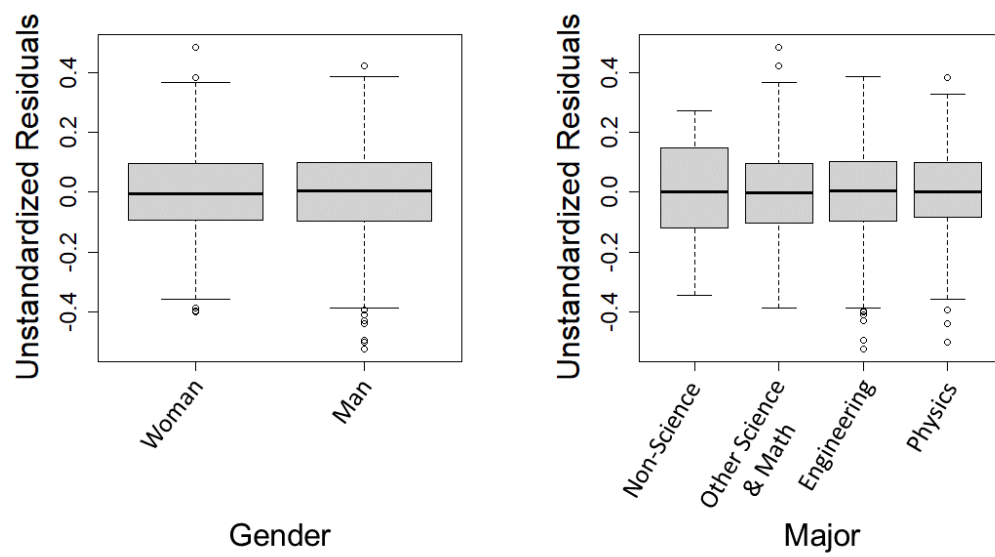 Unstandardized Residuals
0.4
0.2
0.0
-0.2
-0.4
Woman
Man
Gender
Unstandardized Residuals
0.4
0.2
0.0
-0.2
-0.4
Non-Science
Other Science
& Math
Engineering
Physics
Major